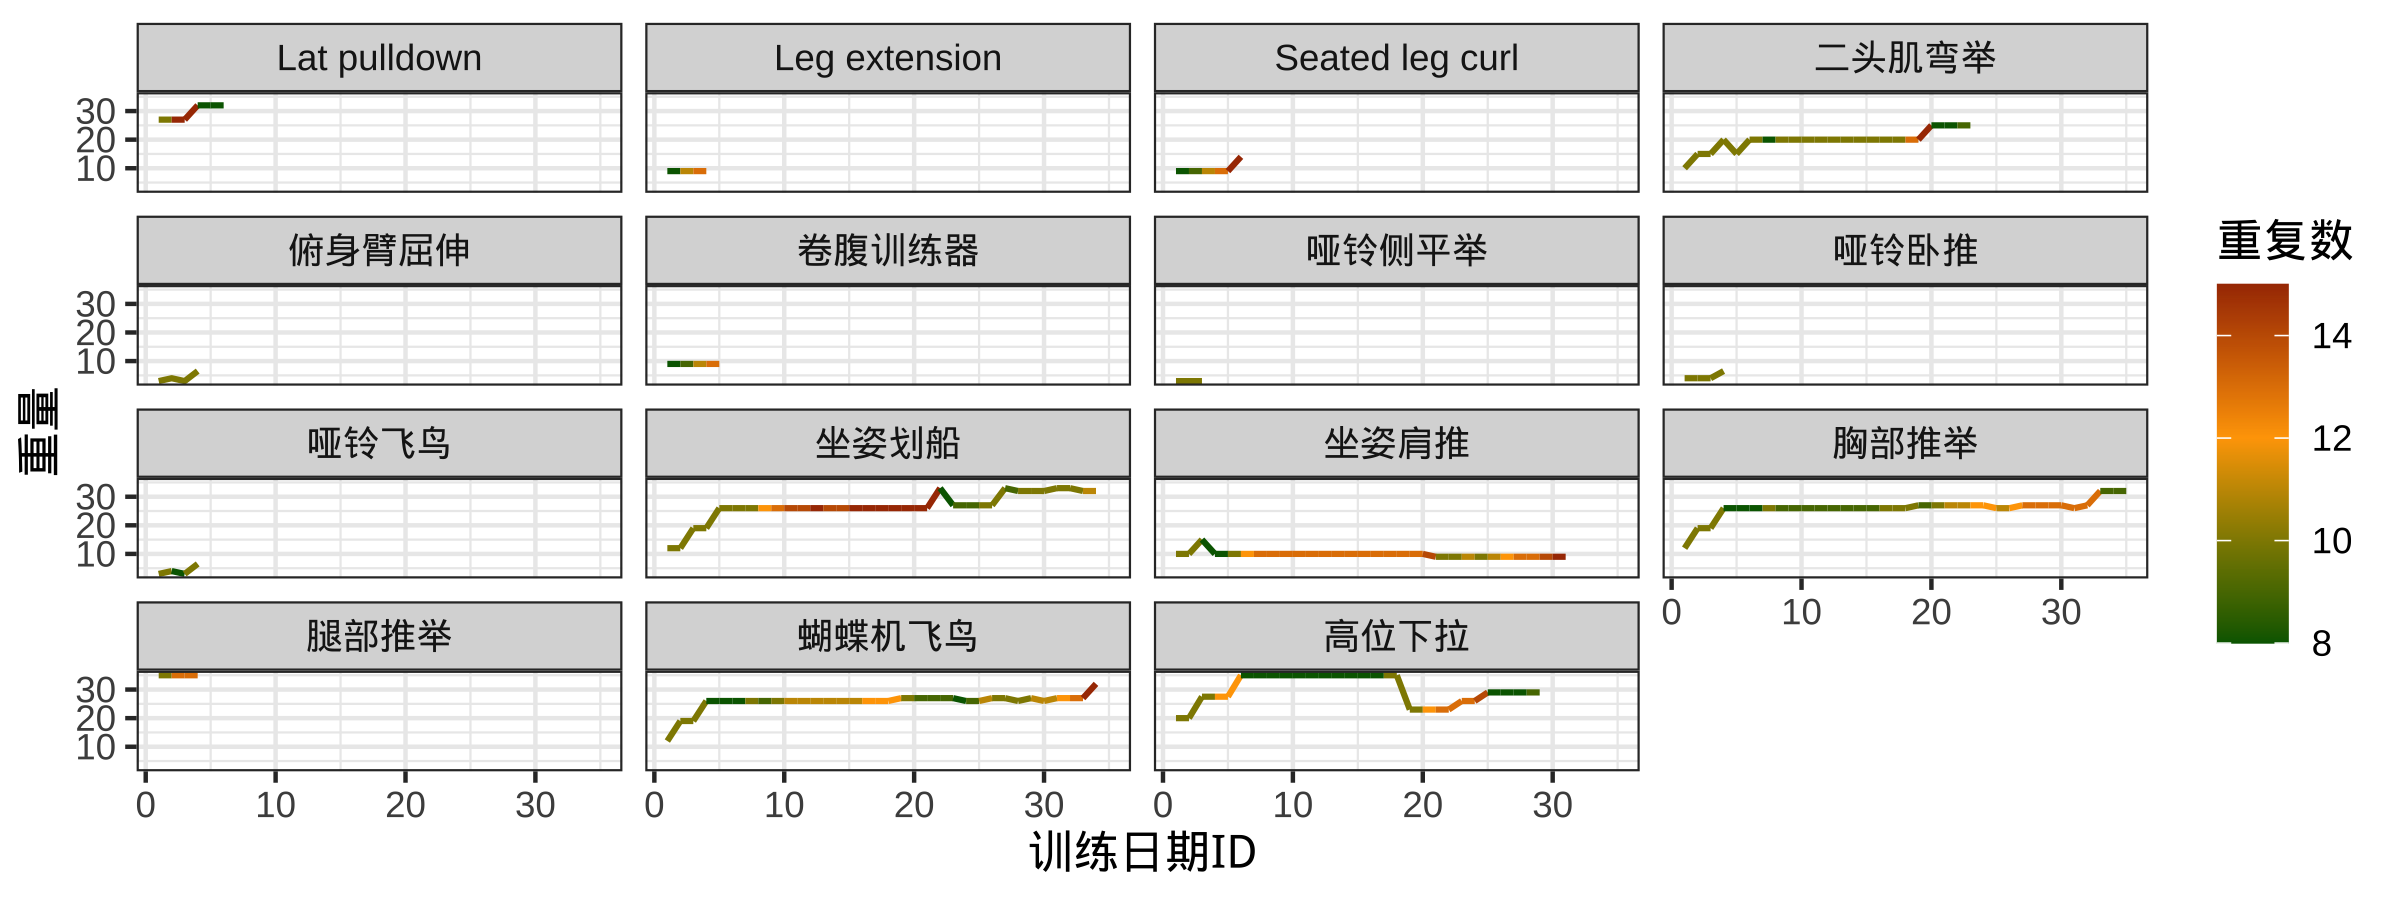 Lat pulldown
Leg extension
Seated leg curl
二头肌弯举
30
20
10
俯身臂屈伸
卷腹训练器
哑铃侧平举
哑铃卧推
30
20
10
哑铃飞鸟
坐姿划船
坐姿肩推
胸部推举
30
20
10
0 10 20 30
腿部推举
蝴蝶机飞鸟
高位下拉
30
20
10
0 10 20 30
0 10 20 30
0 10 20 30
训练日期ID
重量
重复数
14
12
10
8